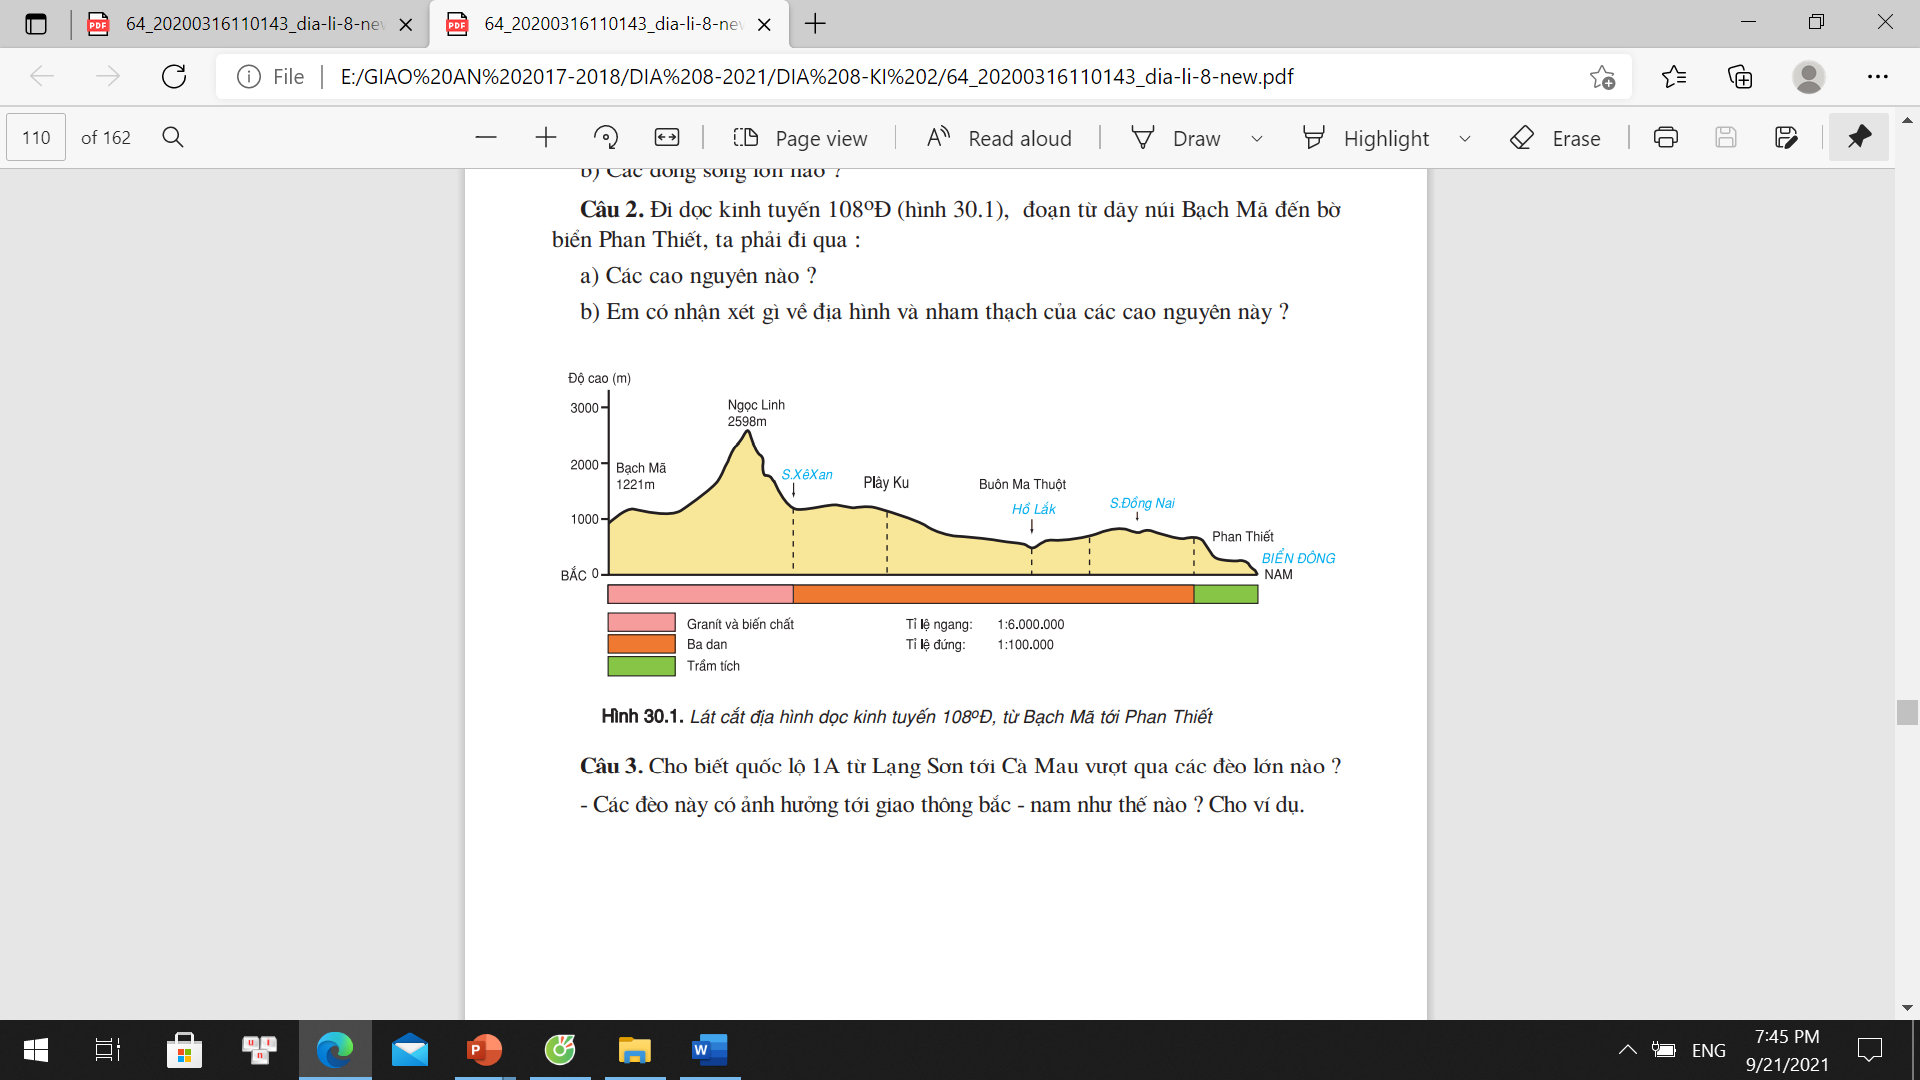 64_20200316110143_dia-li-8-new
64_20200316110143_dia-li-8-new
File
E:/GIAO%20AN%202017-2018/DIA%208-2021/DIA%208-KI%202/64_20200316110143_dia-li-8-new.pdf
110 of 162
Page view
Read aloud
Draw
Highlight
Erase
b) Các dòng sông lớn nào ?
Câu 2. Đi dọc kinh tuyến 108ºĐ (hình 30.1), đoạn từ dãy núi Bạch Mã đến bờ
biển Phan Thiết, ta phải đi qua :
a) Các cao nguyên nào ?
b) Em có nhận xét gì về địa hình và nham thạch của các cao nguyên này ?
Độ cao (m)
3000
2000
1000
BẮC 0
Bạch Mã
1221m
Ngọc Linh
2598m
S.XêXan
Plây Ku
Buôn Ma Thuột
Hồ Lắk
S.Đồng Nai
Phan Thiết
BIỂN ĐÔNG
NAM
Granít và biến chất
Ba dan
Trầm tích
Tỉ lệ ngang: 1:6.000.000
Tỉ lệ đứng: 1:100.000
Hình 30.1. Lát cắt địa hình dọc kinh tuyến 108ºĐ, từ Bạch Mã tới Phan Thiết
Câu 3. Cho biết quốc lộ 1A từ Lạng Sơn tới Cà Mau vượt qua các đèo lớn nào ?
- Các đèo này có ảnh hưởng tới giao thông bắc - nam như thế nào ? Cho ví dụ.
ENG
7:45 PM
9/21/2021